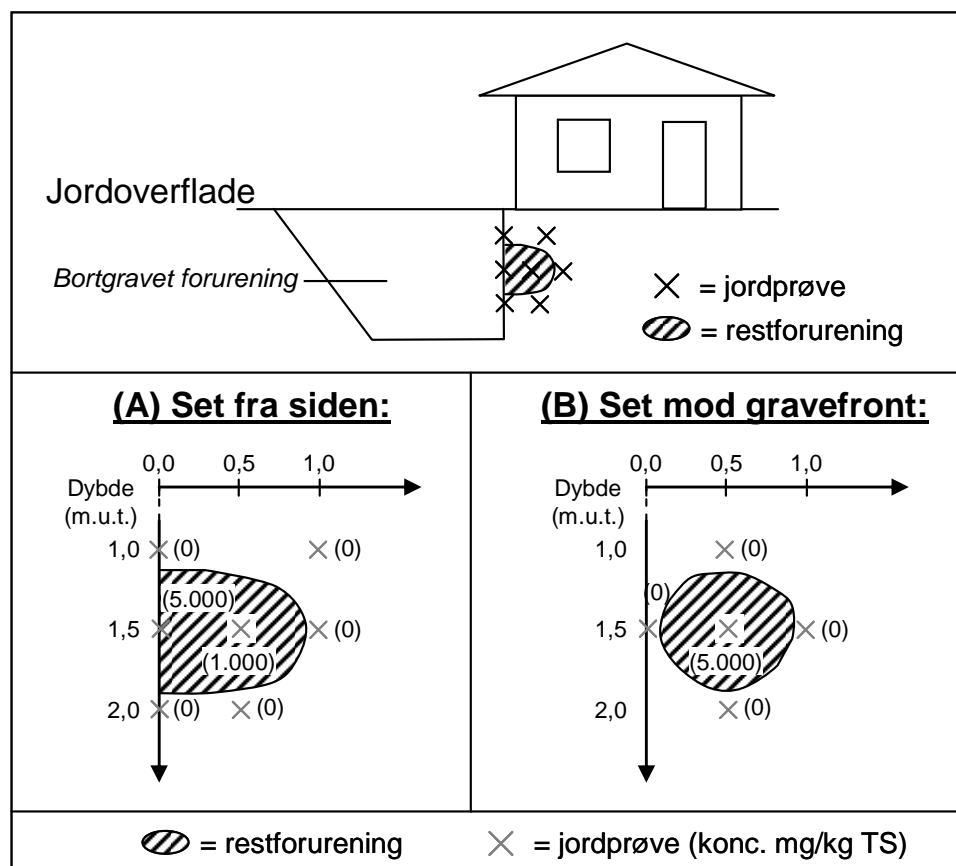 Jordoverflade
Bortgravet forurening
= jordprøve
= restforurening
(A) Set fra siden:
0,0 0,5 1,0
Dybde
(m.u.t.)
1,0 (0) (0)
(5.000)
1,5 (0)
(1.000)
2,0 (0) (0)
(B) Set mod gravefront:
0,0 0,5 1,0
Dybde
(m.u.t.)
1,0 (0)
(0)
1,5 (0)
(5.000)
2,0 (0)
= restforurening = jordprøve (konc. mg/kg TS)